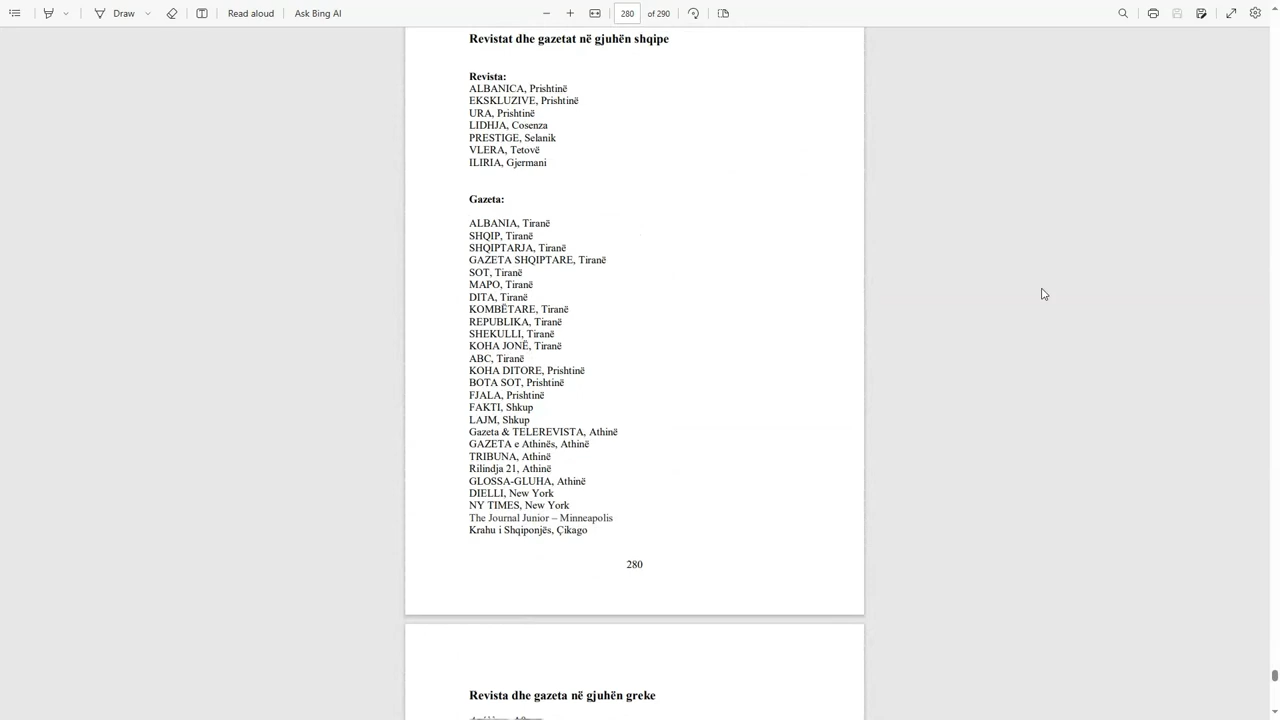 Draw
Read aloud
Ask Bing AI
280
of 290
Revistat dhe gazetat në gjuhën shqipe
Revista:
ALBANICA, Prishtinë
EKSKLUZIVE, Prishtinë
URA, Prishtinë
LIDHJA, Cosenza
PRESTIGE, Selanik
VLERA, Tetovë
ILIRIA, Gjermani
Gazeta:
ALBANIA, Tiranë
SHQIP, Tiranë
SHQIPTARJA, Tiranë
GAZETA SHQIPTARE, Tiranë
SOT, Tiranë
MAPO, Tiranë
DITA, Tiranë
KOMBËTARE, Tiranë
REPUBLIKA, Tiranë
SHEKULLI, Tiranë
KOHA JONË, Tiranë
ABC, Tiranë
KOHA DITORE, Prishtinë
BOTA SOT, Prishtinë
FJALA, Prishtinë
FAKTI, Shkup
LAJM, Shkup
Gazeta & TELEREVISTA, Athinë
GAZETA e Athinës, Athinë
TRIBUNA, Athinë
Rilindja 21, Athinë
GLOSSA-GLUHA, Athinë
DIELLI, New York
NY TIMES, New York
The Journal Junior – Minneapolis
Krahu i Shqiponjës, Çikago
280
Revista dhe gazeta në gjuhën greke